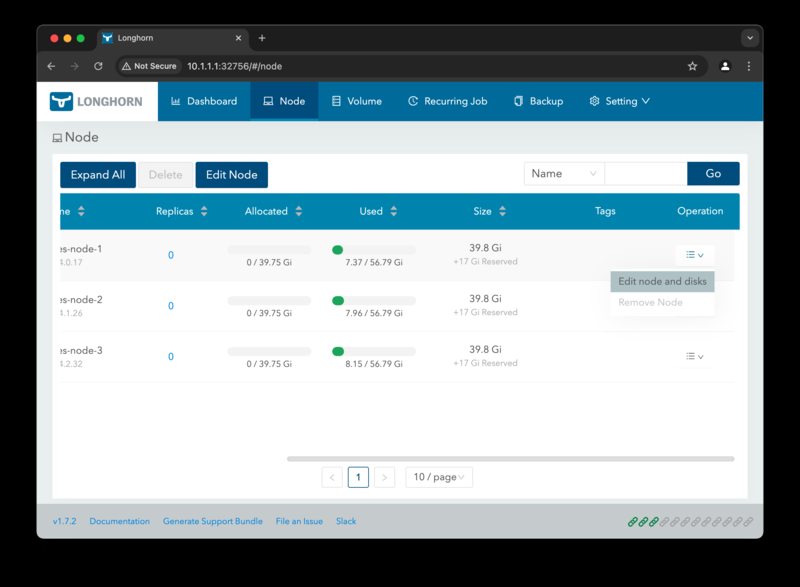 Longhorn
Not Secure 10.1.1.1:32756/#/node
LONGHORN Dashboard Node Volume Recurring Job Backup Setting
Node
Expand All Delete Edit Node Name Go
Replicas Allocated Used Size Tags Operation
es-node-1 0 0 / 39.75 Gi 7.37 / 56.79 Gi 39.8 Gi
4.0.17 +17 Gi Reserved
Edit node and disks
Remove Node
es-node-2 0 0 / 39.75 Gi 7.96 / 56.79 Gi 39.8 Gi
4.1.26 +17 Gi Reserved
es-node-3 0 0 / 39.75 Gi 8.15 / 56.79 Gi 39.8 Gi
4.2.32 +17 Gi Reserved
1 10 / page
v1.7.2 Documentation Generate Support Bundle File an Issue Slack